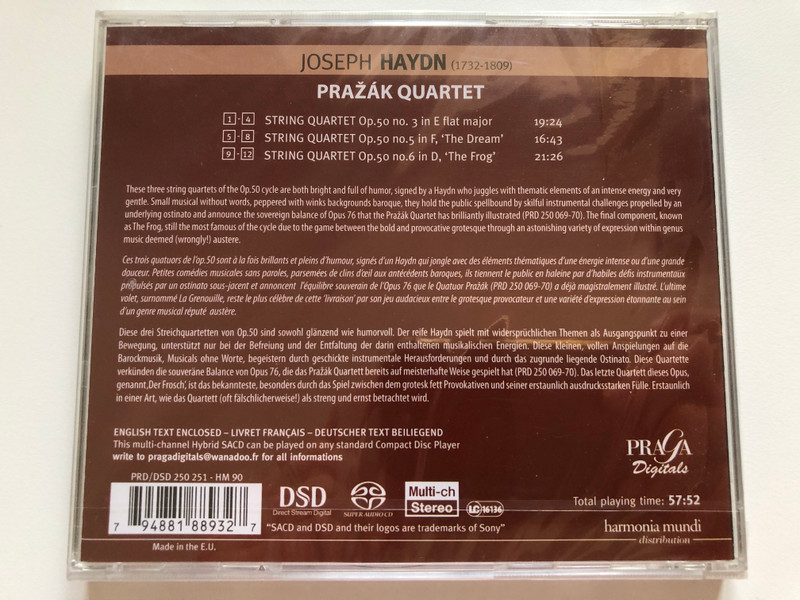 JOSEPH HAYDN (1732-1809)
PRAŽÁK QUARTET
1 - 4 STRING QUARTET Op.50 no. 3 in E flat major 19:24
5 - 8 STRING QUARTET Op.50 no.5 in F, ‘The Dream’ 16:43
9 - 12 STRING QUARTET Op.50 no.6 in D, ‘The Frog’ 21:26
These three string quartets of the Op.50 cycle are both bright and full of humor, signed by a Haydn who juggles with thematic elements of an intense energy and very
gentle. Small musical without words, peppered with winks backgrounds baroque, they hold the public spellbound by skilful instrumental challenges propelled by an
underlying ostinato and announce the sovereign balance of Opus 76 that the Pražák Quartet has brilliantly illustrated (PRD 250 069-70). The final component, known
as The Frog, still the most famous of the cycle due to the game between the bold and provocative grotesque through an astonishing variety of expression within genus
music deemed (wrongly!) austere.
Ces trois quatuors de l'op.50 sont à la fois brillants et pleins d'humour, signés d'un Haydn qui jongle avec des éléments thématiques d'une énergie intense ou d'une grande
douceur. Petites comédies musicales sans paroles, parsemées de clins d'œil aux antécédents baroques, ils tiennent le public en haleine par d'habiles défis instrumentaux
propulsés par un ostinato sous-jacent et annoncent l'équilibre souverain de l'Opus 76 que le Quatuor Pražák (PRD 250 069-70) a déjà magistralement illustré. L'ultime
volet, surnommé La Grenouille, reste le plus célèbre de cette 'livraison' par son jeu audacieux entre le grotesque provocateur et une variété d'expression étonnante au sein
d'un genre musical réputé austère.
Diese drei Streichquartetten von Op.50 sind sowohl glänzend wie humorvoll. Der reife Haydn spielt mit widersprüchlichen Themen als Ausgangspunkt zu einer
Bewegung, unterstützt nur bei der Befreiung und der Entfaltung der darin enthaltenen musikalischen Energien. Diese kleinen, vollen Anspielungen auf die
Barockmusik, Musicals ohne Worte, begeistern durch geschickte instrumentale Herausforderungen und durch das zugrunde liegende Ostinato. Diese Quartette
verkünden die souveräne Balance von Opus 76, die das Pražák Quartett bereits auf meisterhafte Weise gespielt hat (PRD 250 069-70). Das letzte Quartett dieses Opus,
genannt‚Der Frosch', ist das bekannteste, besonders durch das Spiel zwischen dem grotesk fett Provokativen und seiner erstaunlich ausdrucksstarken Fülle. Erstaunlich
in einer Art, wie das Quartett (oft fälschlicherweise!) als streng und ernst betrachtet wird.
ENGLISH TEXT ENCLOSED – LIVRET FRANÇAIS – DEUTSCHER TEXT BEILIEGEND
This multi-channel Hybrid SACD can be played on any standard Compact Disc Player
write to pragadigitals@wanadoo.fr for all informations
PRAGA
Digitals
PRD/DSD 250 251 - HM 90
7 94881 88932 7
Made in the E.U.
DSD
Direct Stream Digital
SUPER AUDIO CD
Multi-ch
Stereo
LC 16136
Total playing time: 57:52
“SACD and DSD and their logos are trademarks of Sony”
harmonia mundi
distribution